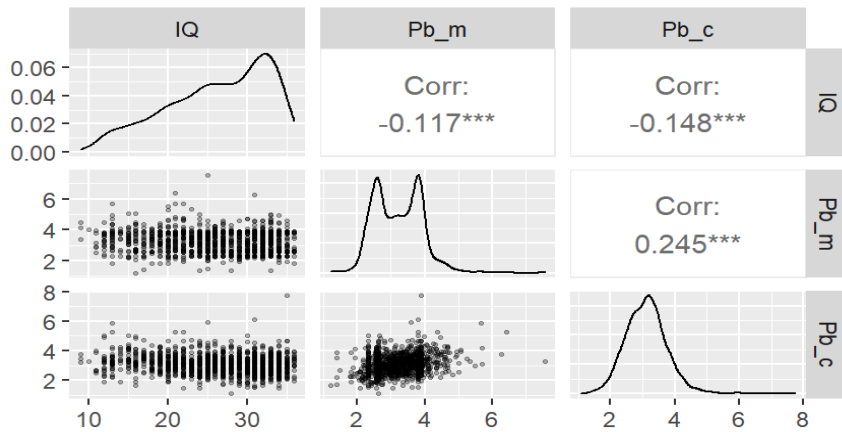 IQ Pb_m Pb_c
0.06
0.04
0.02
0.00
Corr:
-0.117***
Corr:
-0.148***
IQ
6
4
2
Corr:
0.245***
Pb_m
8
6
4
2
Pb_c
10 20 30 2 4 6 2 4 6 8